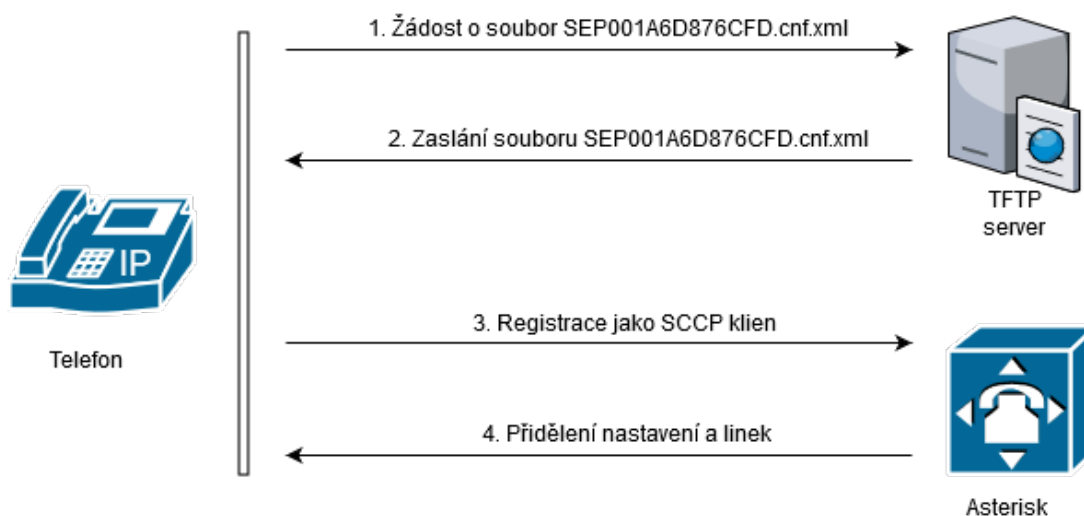 1. Žádost o soubor SEP001A6D876CFD.cnf.xml
2. Zaslání souboru SEP001A6D876CFD.cnf.xml
TFTP
server
IP
Telefon
3. Registrace jako SCCP klien
4. Přidělení nastavení a linek
Asterisk